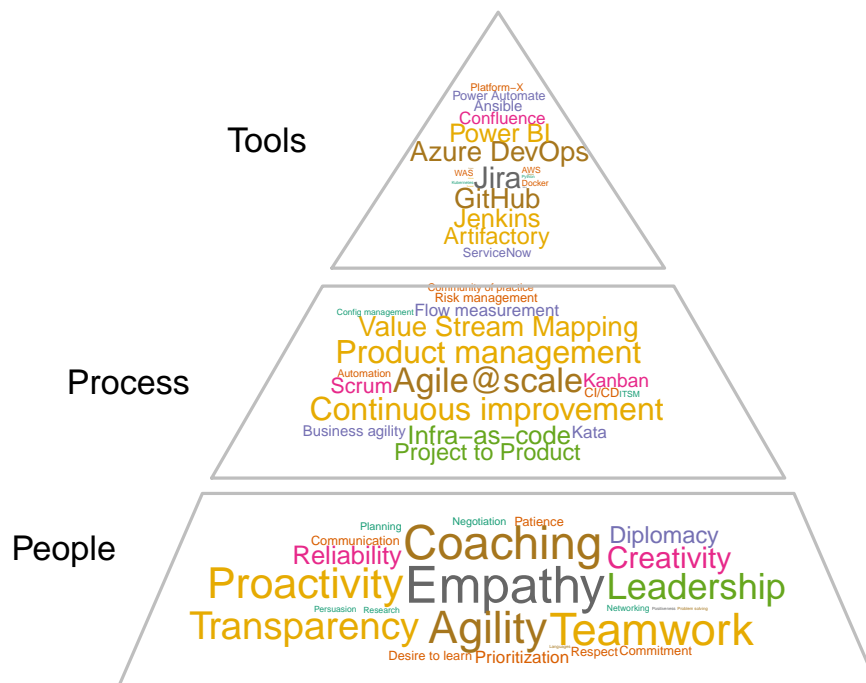 Tools
Platform−X
Power Automate
Ansible
Confluence
Power BI
Azure DevOps
WAS Jira AWS
Docker
GitHub
Jenkins
Artifactory
ServiceNow
Process
Community of practice
Risk management
Config management Flow measurement
Value Stream Mapping
Product management
Automation
Scrum Agile@scale Kanban
CI/CD ITSM
Continuous improvement
Business agility Infra−as−code Kata
Project to Product
People
Planning Negotiation Patience
Communication Coaching Diplomacy
Reliability Creativity
Proactivity Empathy Leadership
Persuasion Research Networking Positiveness Problem solving
Transparency Agility Teamwork
Languages
Desire to learn Prioritization Respect Commitment